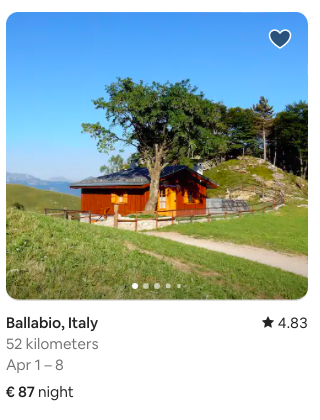 Ballabio, Italy
4.83
52 kilometers
Apr 1 – 8
€ 87 night